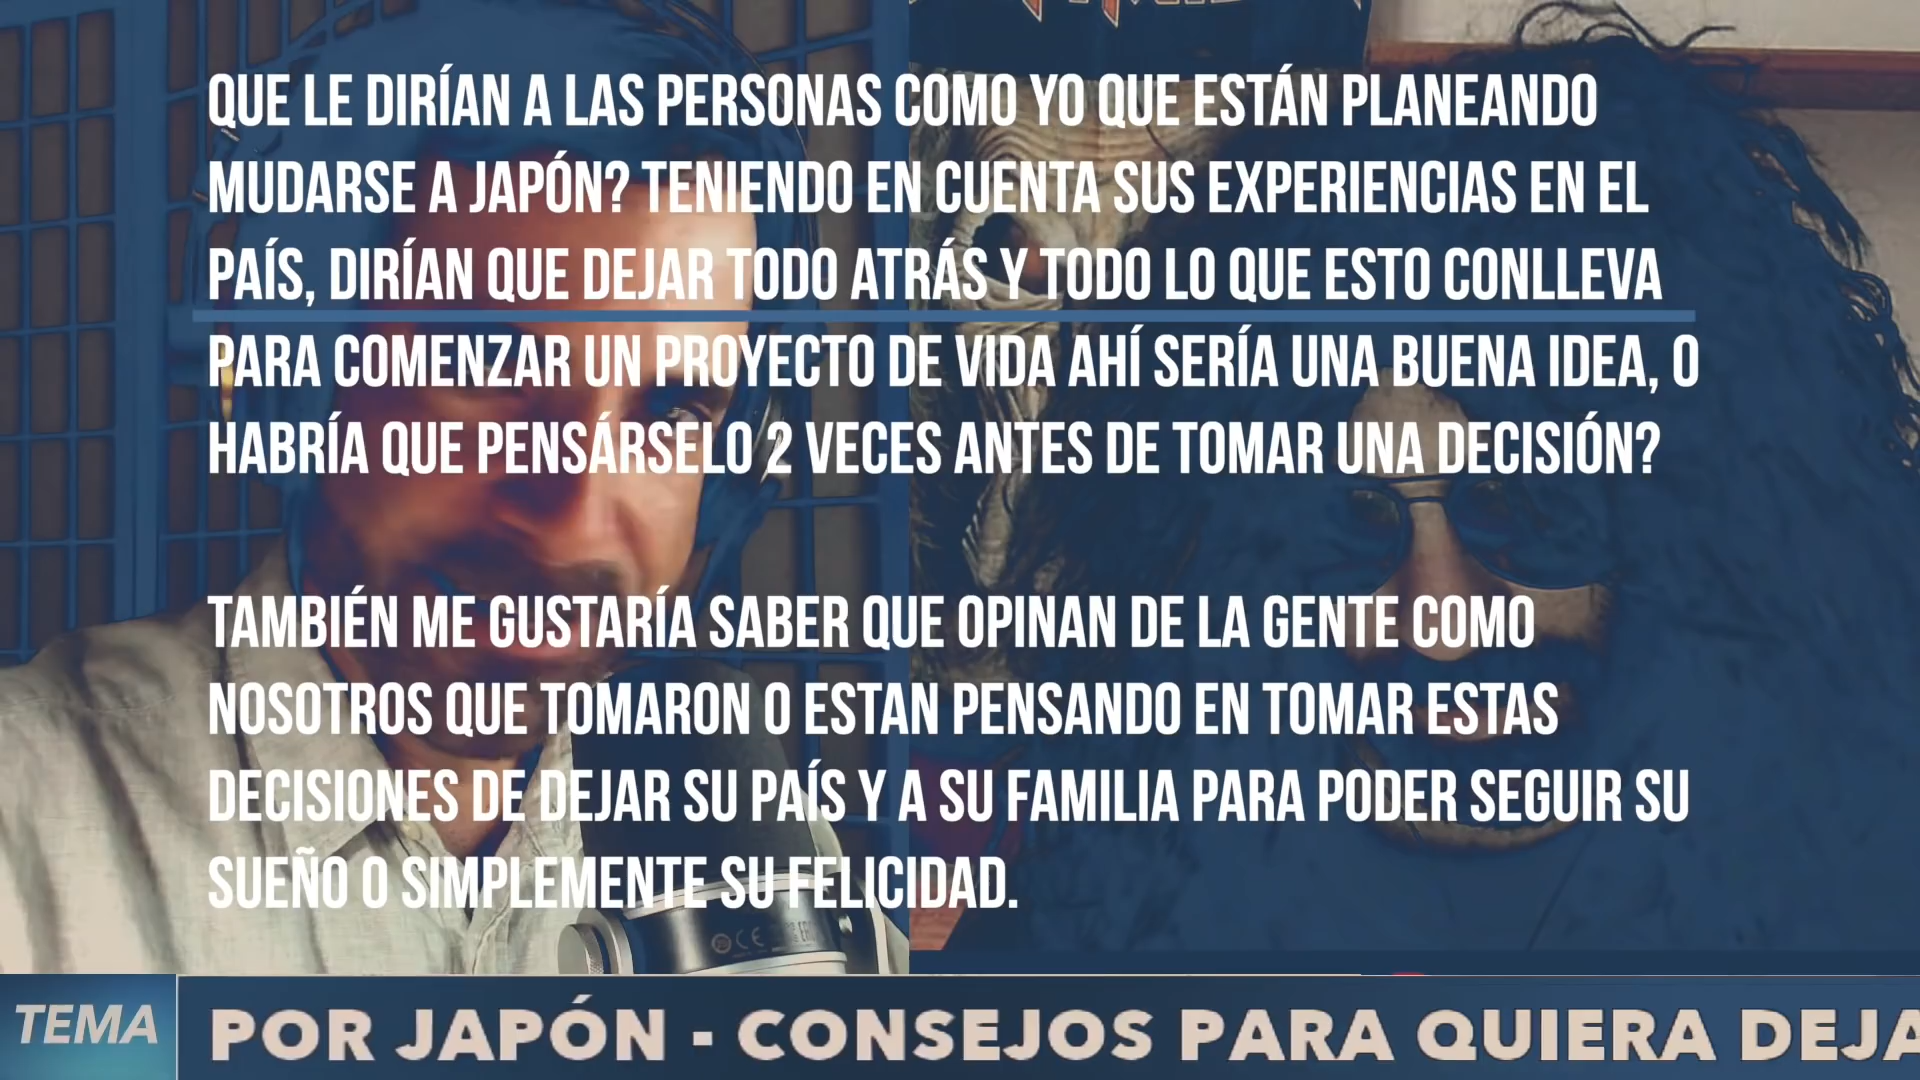 QUE LE DIRÍAN A LAS PERSONAS COMO YO QUE ESTÁN PLANEANDO
MUDARSE A JAPÓN? TENIENDO EN CUENTA SUS EXPERIENCIAS EN EL
PAÍS, DIRÍAN QUE DEJAR TODO ATRÁS Y TODO LO QUE ESTO CONLLEVA
PARA COMENZAR UN PROYECTO DE VIDA AHÍ SERÍA UNA BUENA IDEA, O
HABRÍA QUE PENSÁRSELO 2 VECES ANTES DE TOMAR UNA DECISIÓN?
TAMBIÉN ME GUSTARÍA SABER QUE OPINAN DE LA GENTE COMO
NOSOTROS QUE TOMARON O ESTAN PENSANDO EN TOMAR ESTAS
DECISIONES DE DEJAR SU PAÍS Y A SU FAMILIA PARA PODER SEGUIR SU
SUEÑO O SIMPLEMENTE SU FELICIDAD.
CE
TEMA
POR JAPÓN - CONSEJOS PARA QUIERA DEJA